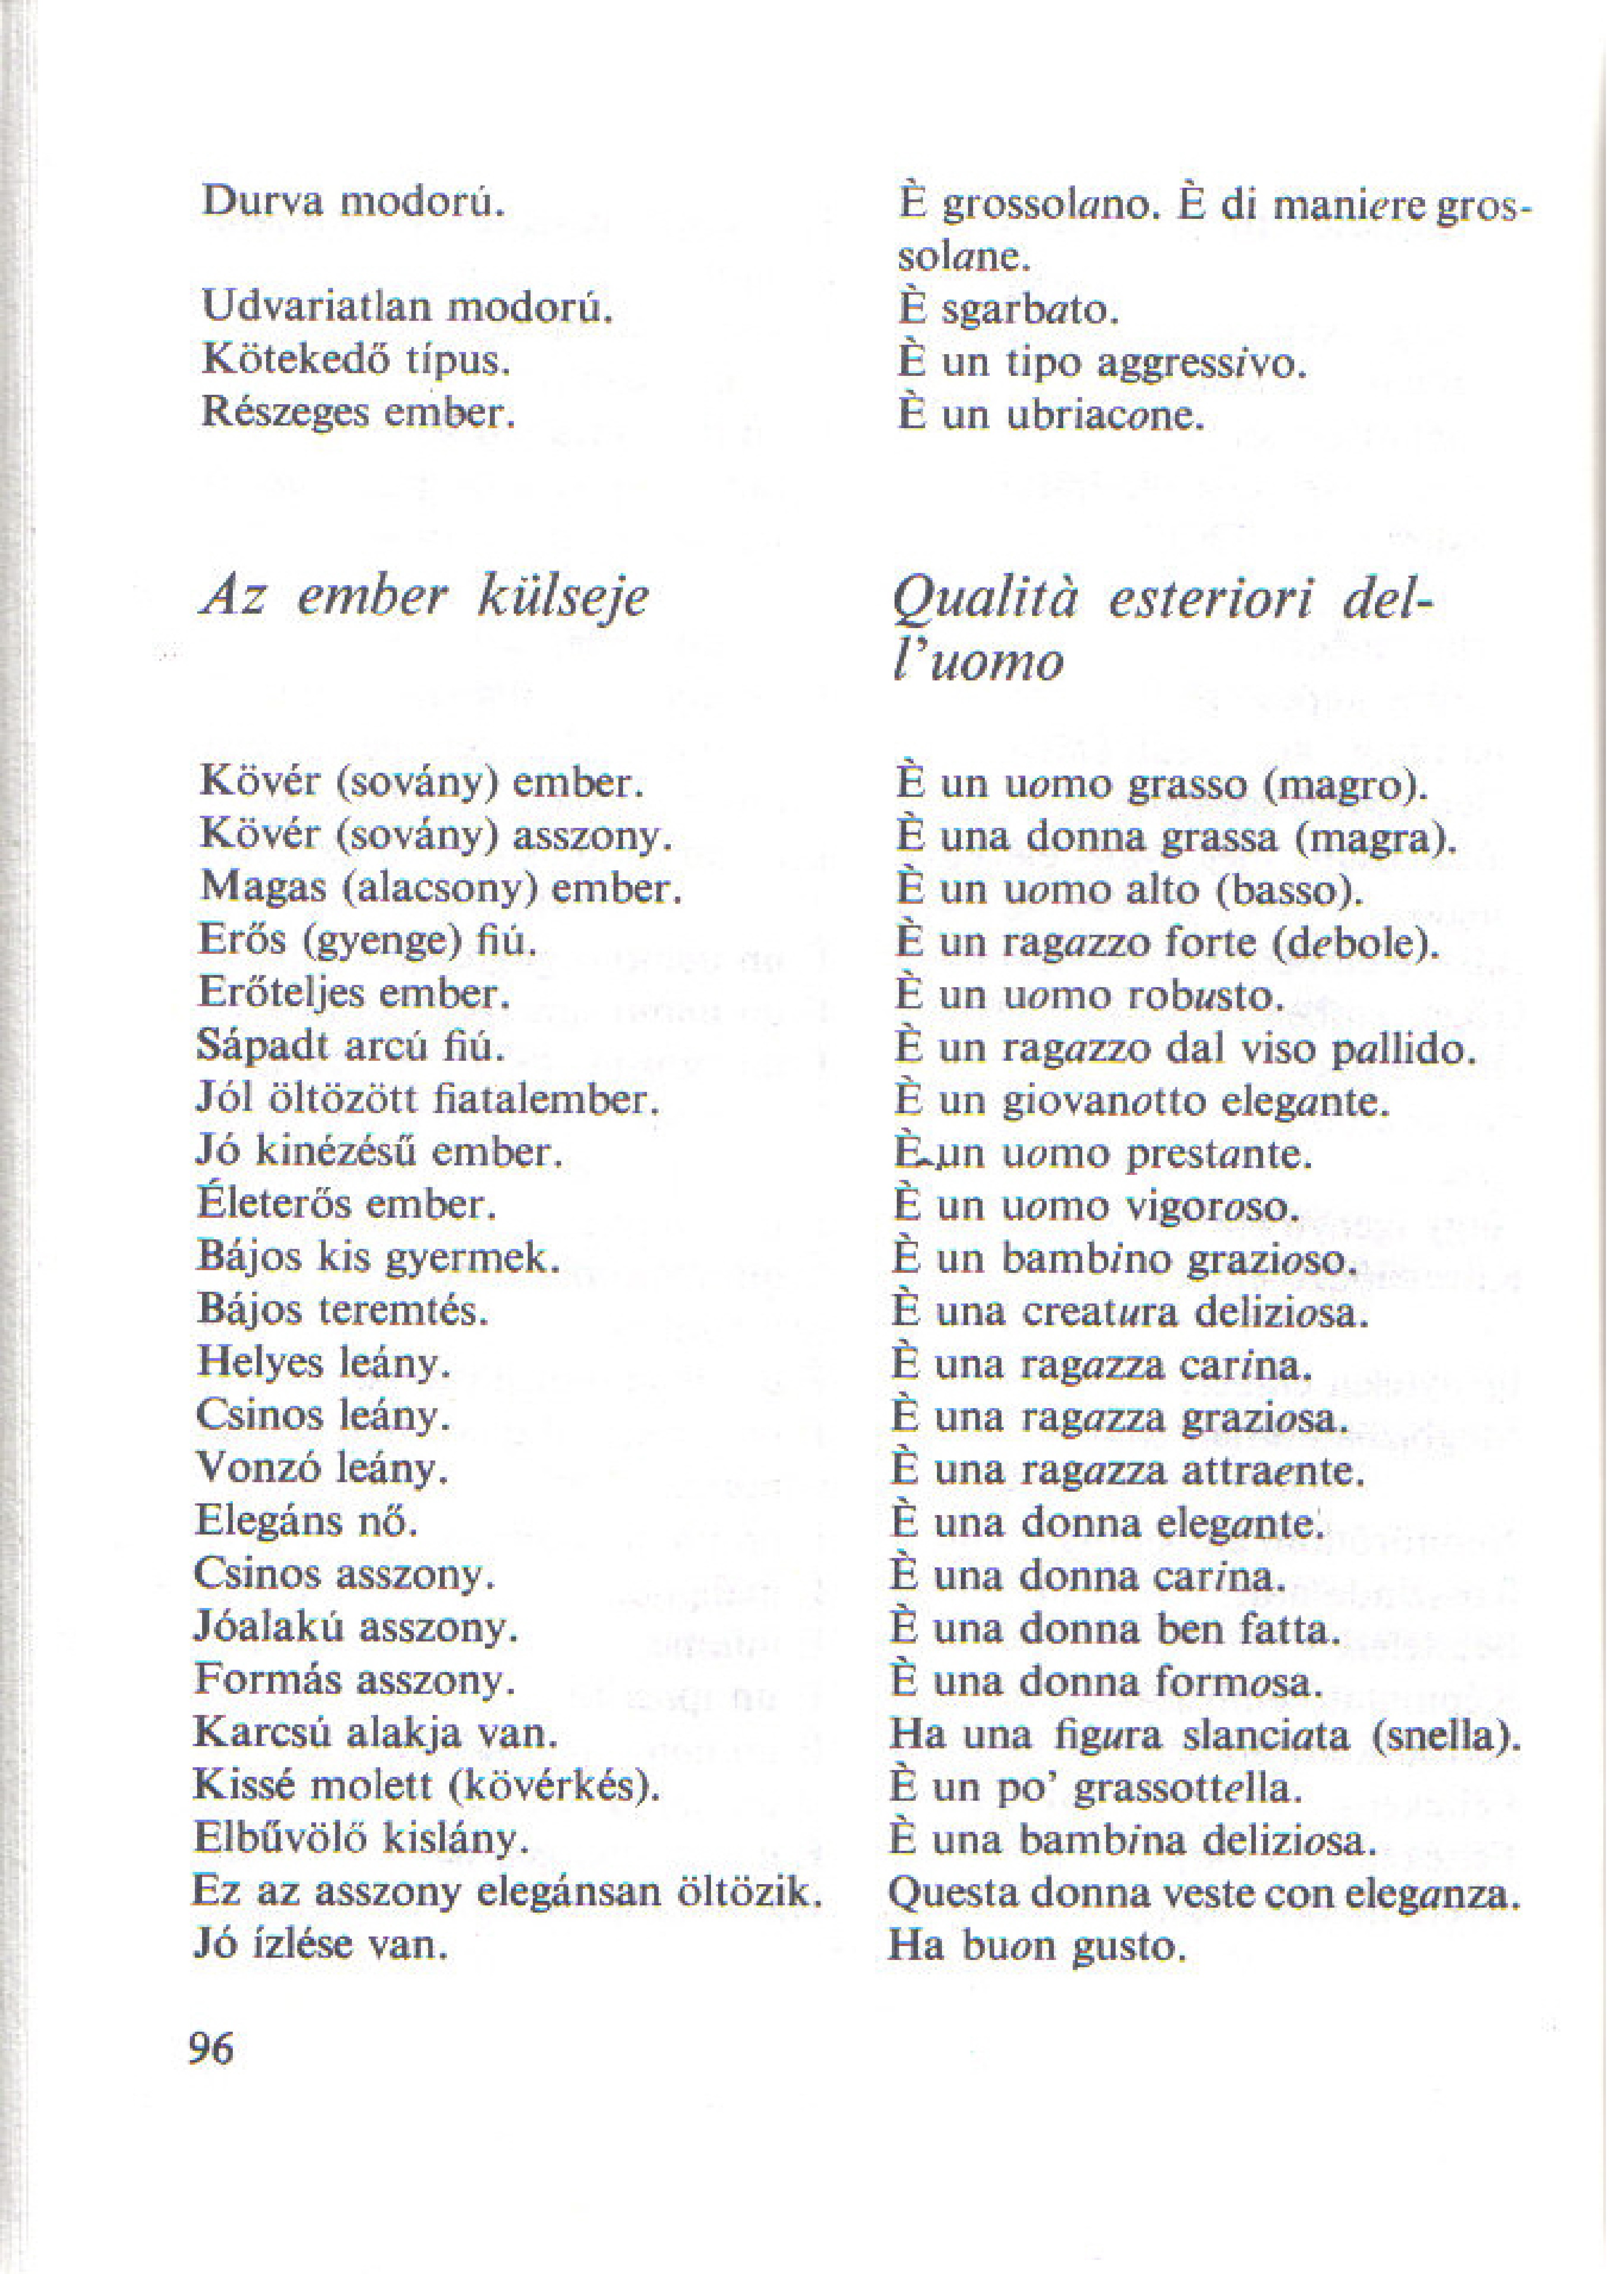 Durva modorú.
È grossolano. È di maniere gros-
solane.
Udvariatlan modorú.
È sgarbato.
Kötekedő típus.
È un tipo aggressivo.
Részeges ember.
È un ubriacone.
Az ember külseje
Qualità esteriori del-
l'uomo
Kövér (sovány) ember.
È un uomo grasso (magro).
Kövér (sovány) asszony.
È una donna grassa (magra).
Magas (alacsony) ember.
È un uomo alto (basso).
Erős (gyenge) fiú.
È un ragazzo forte (debole).
Erőteljes ember.
È un uomo robusto.
Sápadt arcú fiú.
È un ragazzo dal viso pallido.
Jól öltözött fiatalember.
È un giovanotto elegante.
Jó kinézésű ember.
È un uomo prestante.
Életerős ember.
È un uomo vigoroso.
Bájos kis gyermek.
È un bambino grazioso.
Bájos teremtés.
È una creatura deliziosa.
Helyes leány.
È una ragazza carina.
Csinos leány.
È una ragazza graziosa.
Vonzó leány.
È una ragazza attraente.
Elegáns nő.
È una donna elegante.
Csinos asszony.
È una donna carina.
Jóalakú asszony.
È una donna ben fatta.
Formás asszony.
È una donna formosa.
Karcsú alakja van.
Ha una figura slanciata (snella).
Kissé molett (kövérkés).
È un po' grassottella.
Elbűvölő kislány.
È una bambina deliziosa.
Ez az asszony elegánsan öltözik.
Questa donna veste con eleganza.
Jó ízlése van.
Ha buon gusto.
96